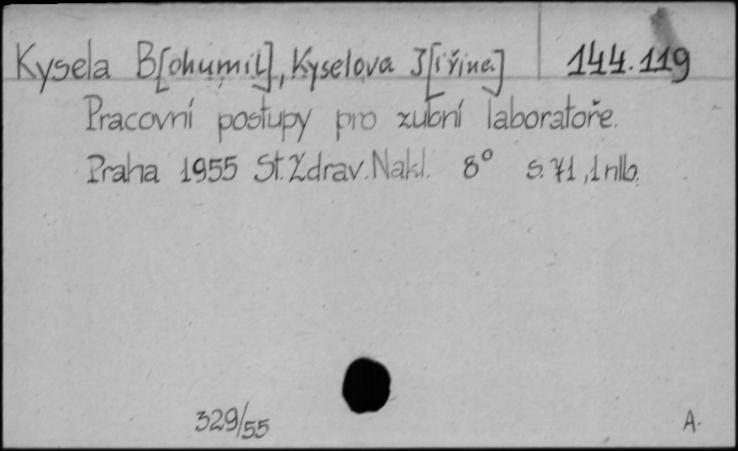 Kysela B[ohumil], Kyselova J[iřina] 144.119
Pracovní postupy pro zubní laboratoře.
Praha 1955 St. Zdrav. Nakl. 8° s. 71, 1 nlb.
329/55 A.